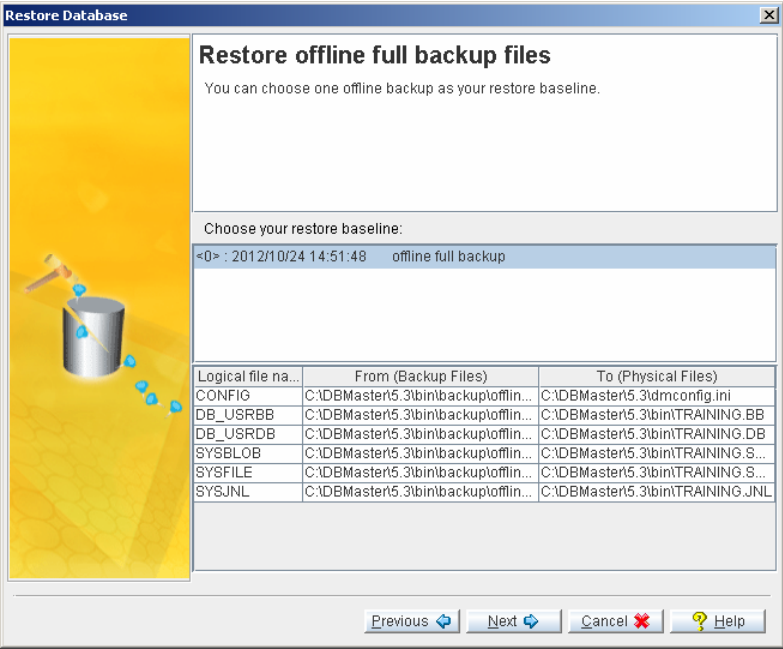 Restore Database
Restore offline full backup files
You can choose one offline backup as your restore baseline.
Choose your restore baseline:
<0> : 2012/10/24 14:51:48 offline full backup
Logical file na... From (Backup Files) To (Physical Files)
CONFIG C:\DBMaster\5.3\bin\backup\offlin... C:\DBMaster\5.3\dmconfig.ini
DB_USRBB C:\DBMaster\5.3\bin\backup\offlin... C:\DBMaster\5.3\bin\TRAINING.BB
DB_USRDB C:\DBMaster\5.3\bin\backup\offlin... C:\DBMaster\5.3\bin\TRAINING.DB
SYSBLOB C:\DBMaster\5.3\bin\backup\offlin... C:\DBMaster\5.3\bin\TRAINING.S...
SYSFILE C:\DBMaster\5.3\bin\backup\offlin... C:\DBMaster\5.3\bin\TRAINING.S...
SYSJNL C:\DBMaster\5.3\bin\backup\offlin... C:\DBMaster\5.3\bin\TRAINING.JNL
Previous Next Cancel Help